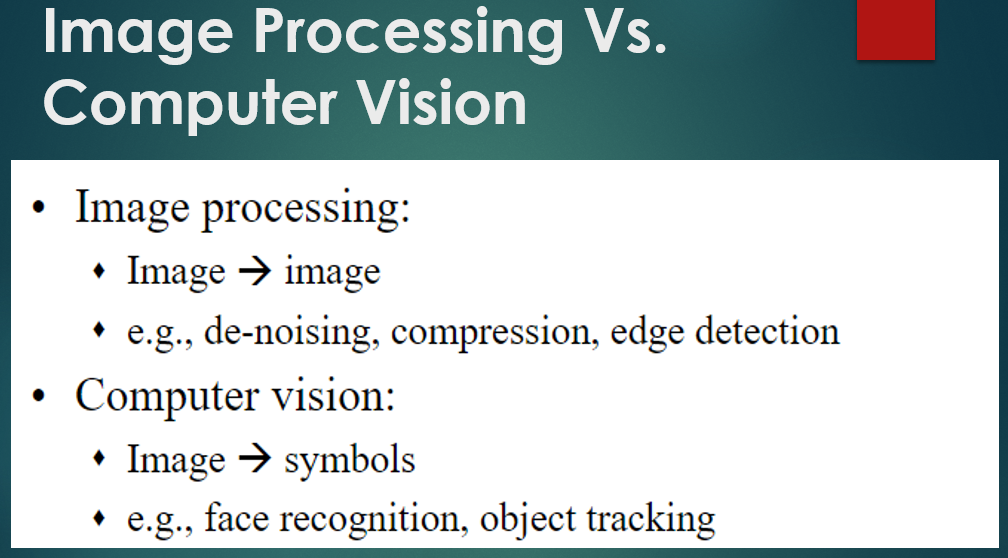 Image Processing Vs.
Computer Vision
• Image processing:
♦ Image → image
♦ e.g., de-noising, compression, edge detection
• Computer vision:
♦ Image → symbols
♦ e.g., face recognition, object tracking